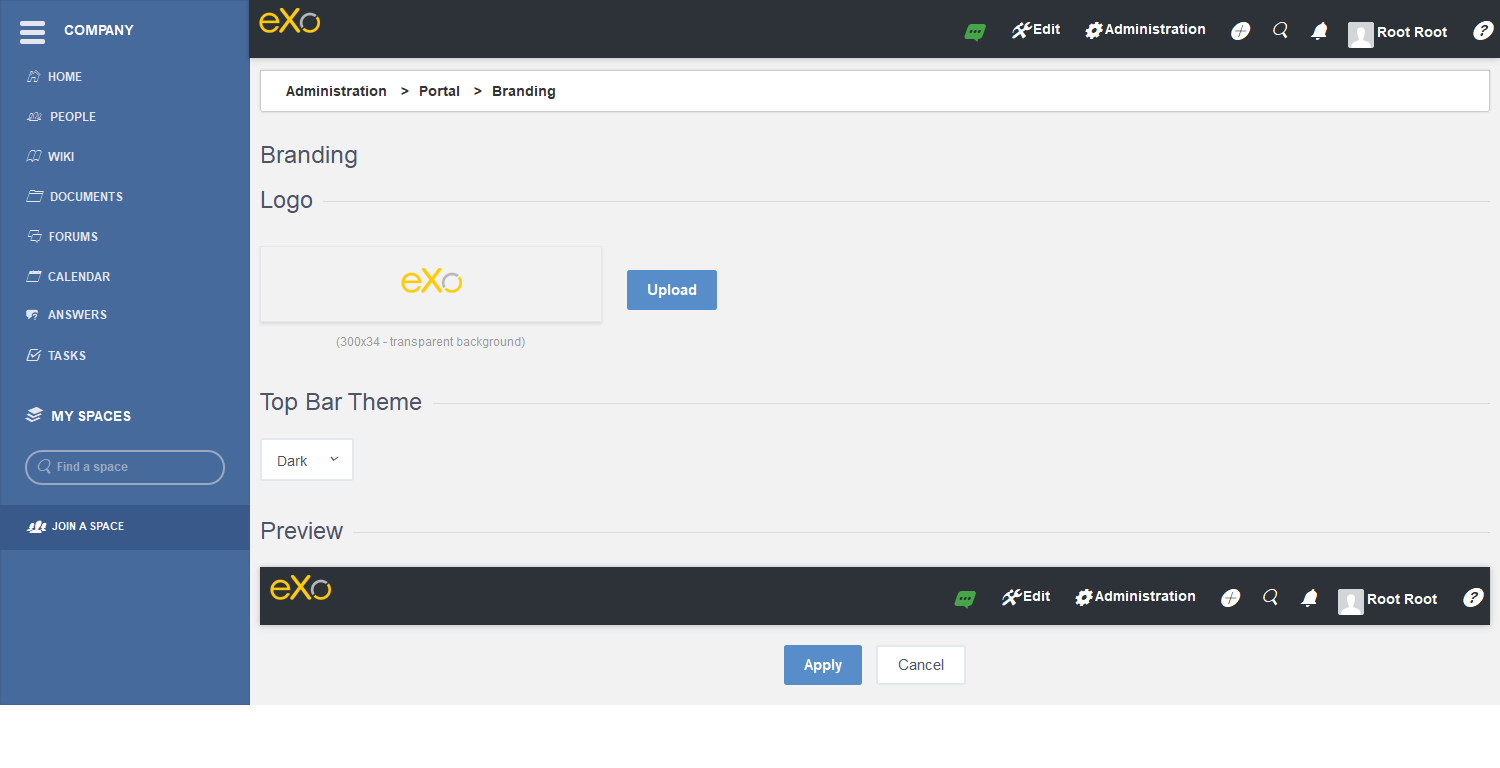 COMPANY
HOME
PEOPLE
WIKI
DOCUMENTS
FORUMS
CALENDAR
ANSWERS
TASKS
MY SPACES
Find a space
JOIN A SPACE
eXo
Edit
Administration
Root Root
?
Administration > Portal > Branding
Branding
Logo
eXo
Upload
(300x34 - transparent background)
Top Bar Theme
Dark
Preview
eXo
Edit
Administration
Root Root
?
Apply
Cancel